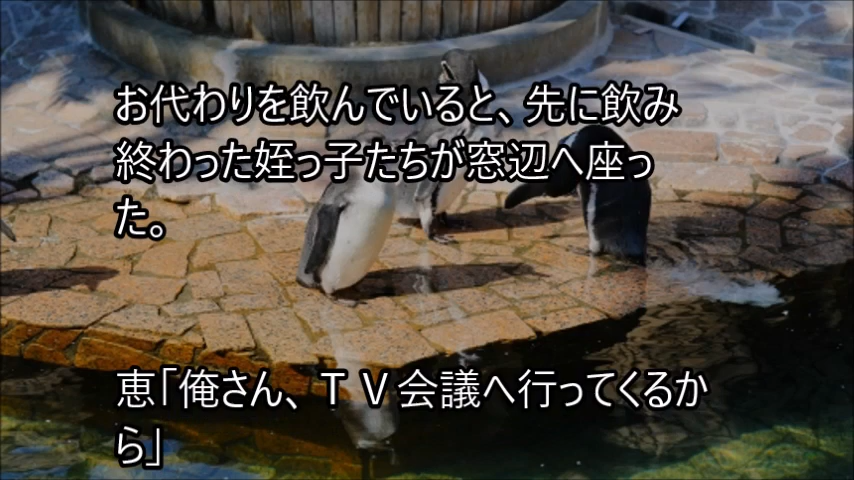 お代わりを飲んでいると、先に飲み
終わった姪っ子たちが窓辺へ座っ
た。
恵「俺さん、ＴＶ会議へ行ってくるか
ら」